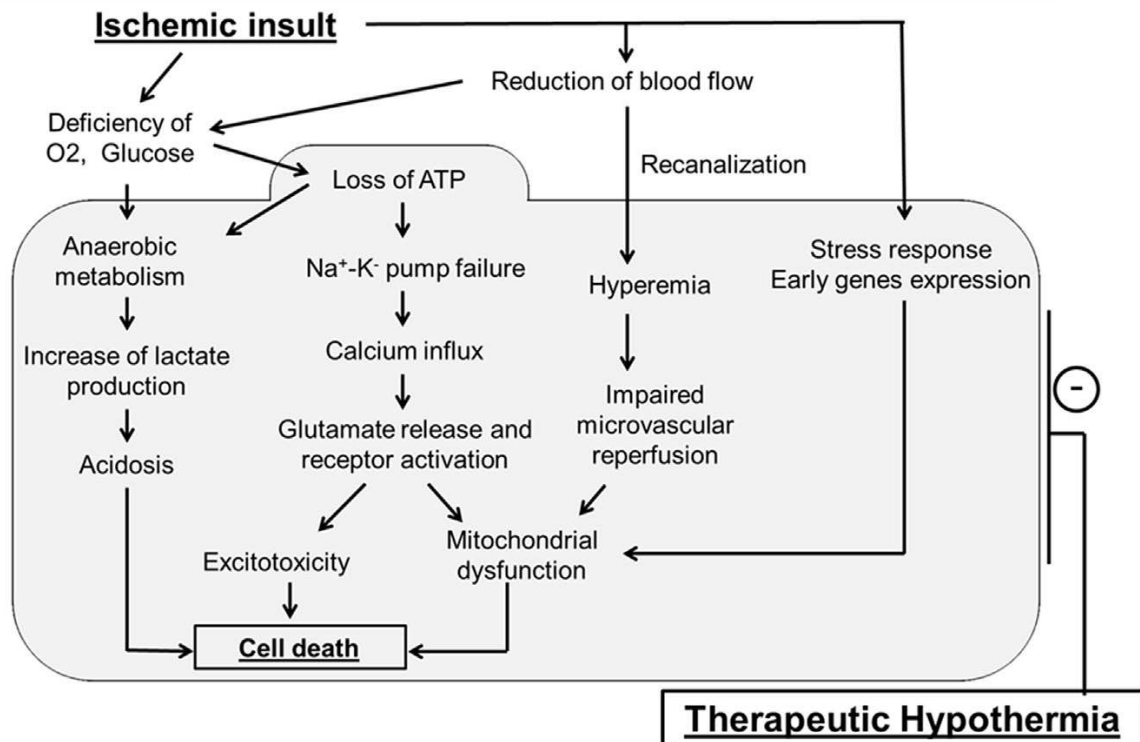 Ischemic insult
Reduction of blood flow
Deficiency of
O2, Glucose
Recanalization
Loss of ATP
Anaerobic
metabolism
Na⁺-K⁻ pump failure
Hyperemia
Stress response
Early genes expression
Increase of lactate
production
Calcium influx
Impaired
microvascular
reperfusion
Glutamate release and
receptor activation
Acidosis
Excitotoxicity
Mitochondrial
dysfunction
Cell death
-
Therapeutic Hypothermia